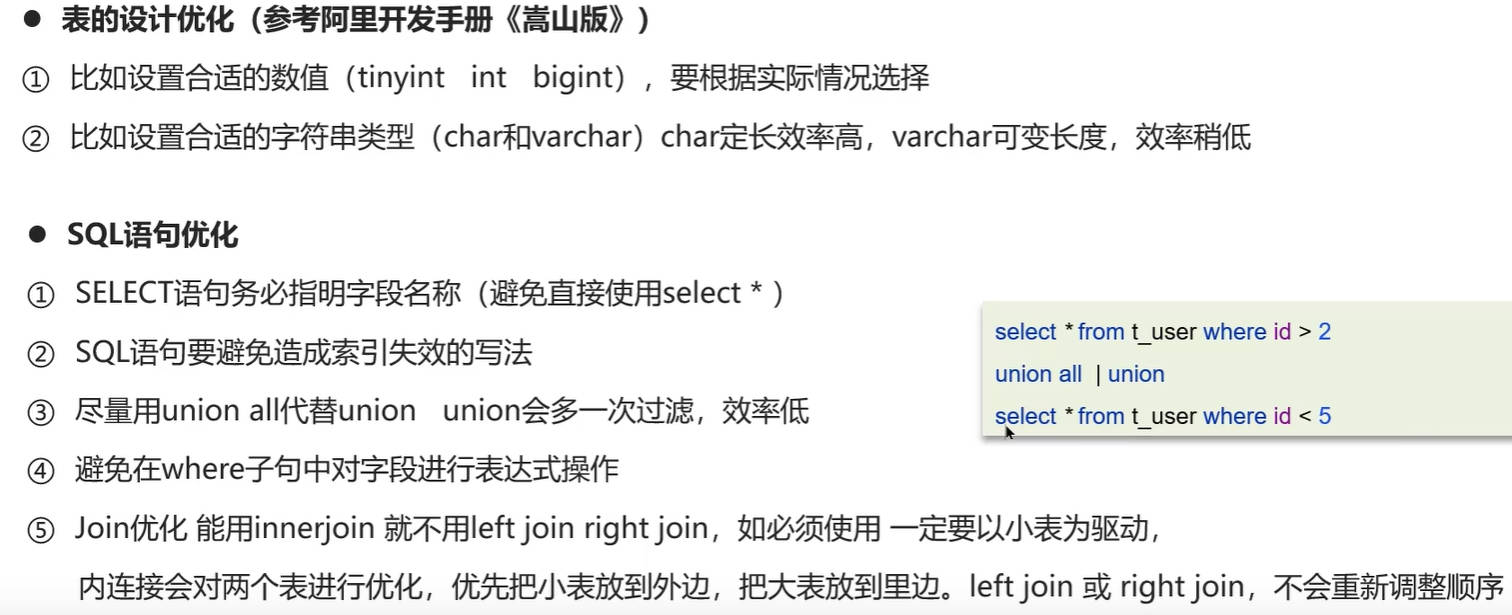 ● 表的设计优化（参考阿里开发手册《嵩山版》）
① 比如设置合适的数值（tinyint int bigint），要根据实际情况选择
② 比如设置合适的字符串类型（char和varchar）char定长效率高，varchar可变长度，效率稍低
● SQL语句优化
① SELECT语句务必指明字段名称（避免直接使用select * ）
② SQL语句要避免造成索引失效的写法
③ 尽量用union all代替union union会多一次过滤，效率低
④ 避免在where子句中对字段进行表达式操作
⑤ Join优化 能用innerjoin 就不用left join right join，如必须使用 一定要以小表为驱动，
内连接会对两个表进行优化，优先把小表放到外边，把大表放到里边。left join 或 right join，不会重新调整顺序
select * from t_user where id > 2
union all | union
select * from t_user where id < 5